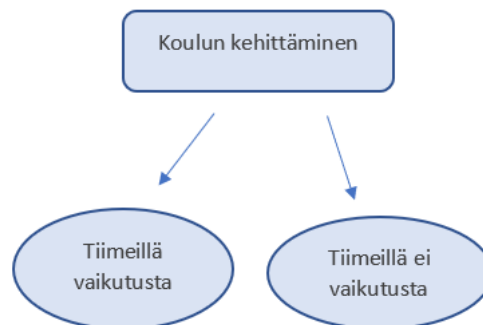 Koulun kehittäminen
Tiimeillä
vaikutusta
Tiimeillä ei
vaikutusta